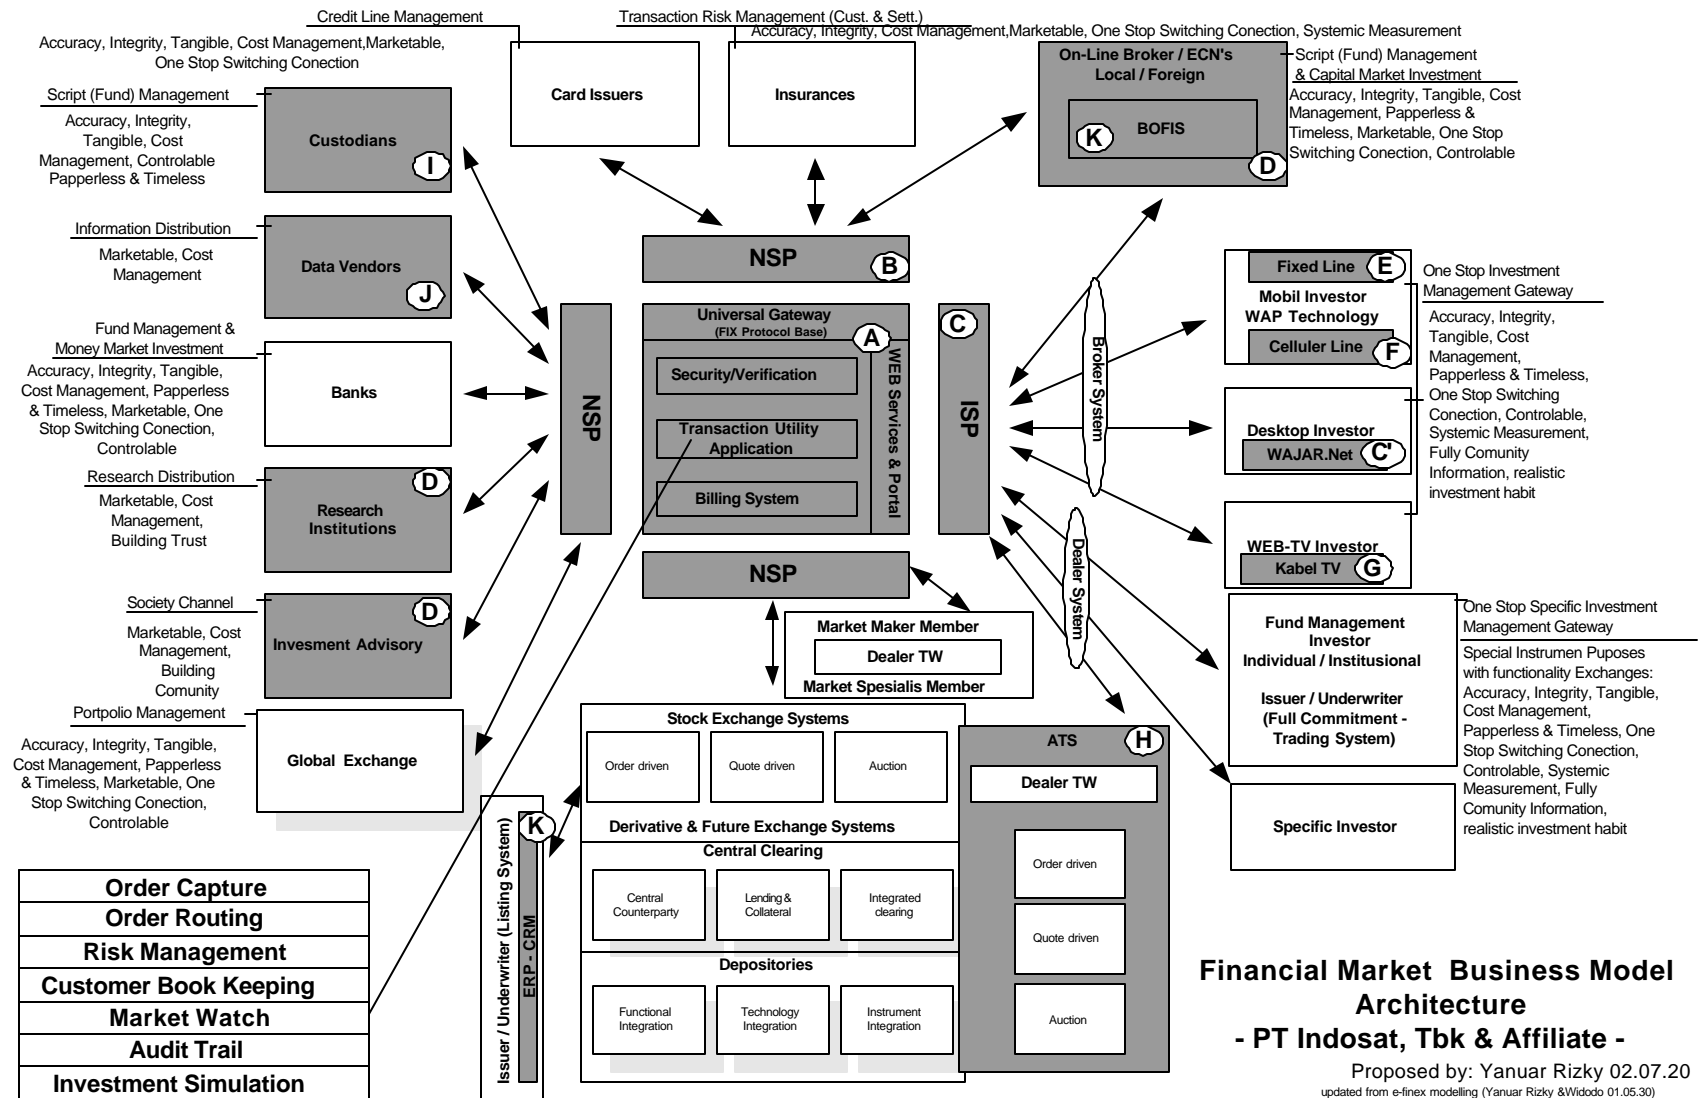 Credit Line Management
Transaction Risk Management (Cust. & Sett.)
Accuracy, Integrity, Cost Management,Marketable, One Stop Switching Conection, Systemic Measurement
Accuracy, Integrity, Tangible, Cost Management,Marketable,
One Stop Switching Conection
Card Issuers
Insurances
On-Line Broker / ECN's
Local / Foreign
BOFIS
K
D
Script (Fund) Management
& Capital Market Investment
Accuracy, Integrity, Tangible, Cost
Management, Papperless &
Timeless, Marketable, One Stop
Switching Conection, Controlable
Script (Fund) Management
Accuracy, Integrity,
Tangible, Cost
Management, Controlable
Papperless & Timeless
Custodians
I
Information Distribution
Marketable, Cost
Management
Data Vendors
J
Fund Management &
Money Market Investment
Accuracy, Integrity, Tangible,
Cost Management, Papperless
& Timeless, Marketable, One
Stop Switching Conection,
Controlable
Banks
Research Distribution
Marketable, Cost
Management,
Building Trust
D
Research
Institutions
Society Channel
Marketable, Cost
Management,
Building
Comunity
D
Invesment Advisory
Portpolio Management
Accuracy, Integrity, Tangible,
Cost Management, Papperless
& Timeless, Marketable, One
Stop Switching Conection,
Controlable
Global Exchange
NSP
B
NSP
Universal Gateway
(FIX Protocol Base)
A
Security/Verification
Transaction Utility
Application
Billing System
WEB Services & Portal
C
ISP
NSP
Broker System
Dealer System
Fixed Line
E
Mobil Investor
WAP Technology
Celluler Line
F
Desktop Investor
WAJAR.Net
C'
WEB-TV Investor
Kabel TV
G
One Stop Investment
Management Gateway
Accuracy, Integrity,
Tangible, Cost
Management,
Papperless & Timeless,
One Stop Switching
Conection, Controlable,
Systemic Measurement,
Fully Comunity
Information, realistic
investment habit
Fund Management
Investor
Individual / Institusional
Issuer / Underwriter
(Full Commitment -
Trading System)
Specific Investor
One Stop Specific Investment
Management Gateway
Special Instrumen Puposes
with functionality Exchanges:
Accuracy, Integrity, Tangible,
Cost Management,
Papperless & Timeless, One
Stop Switching Conection,
Controlable, Systemic
Measurement, Fully
Comunity Information,
realistic investment habit
Market Maker Member
Dealer TW
Market Spesialis Member
Stock Exchange Systems
Order driven
Quote driven
Auction
Derivative & Future Exchange Systems
Central Clearing
Central
Counterparty
Lending &
Collateral
Integrated
clearing
Depositories
Functional
Integration
Technology
Integration
Instrument
Integration
Issuer / Underwriter (Listing System)
K
ERP - CRM
ATS
H
Dealer TW
Order driven
Quote driven
Auction
Order Capture
Order Routing
Risk Management
Customer Book Keeping
Market Watch
Audit Trail
Investment Simulation
Financial Market Business Model
Architecture
- PT Indosat, Tbk & Affiliate -
Proposed by: Yanuar Rizky 02.07.20
updated from e-finex modelling (Yanuar Rizky &Widodo 01.05.30)